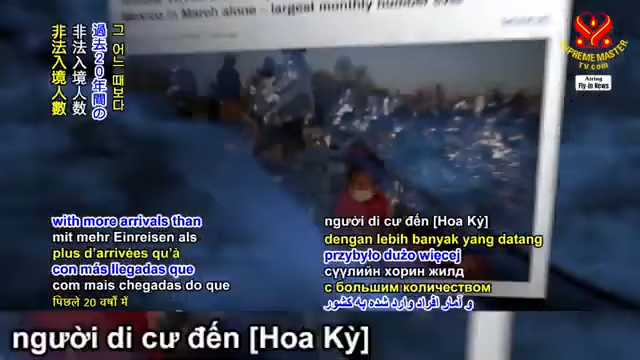 Mexico in March alone – largest monthly number ever
SUPREME MASTER
TV.com
Airing
Fly-in News
그 어느 때보다
過去20年間の
非法入境人數
非法入境人数
with more arrivals than
mit mehr Einreisen als
plus d'arrivées qu'à
con más llegadas que
com mais chegadas do que
पिछले 20 वर्षों में
người di cư đến [Hoa Kỳ]
dengan lebih banyak yang datang
przybyło dużo więcej
сүүлийн хорин жилд
с большим количеством
و آمار افراد وارد شده به کشور
người di cư đến [Hoa Kỳ]